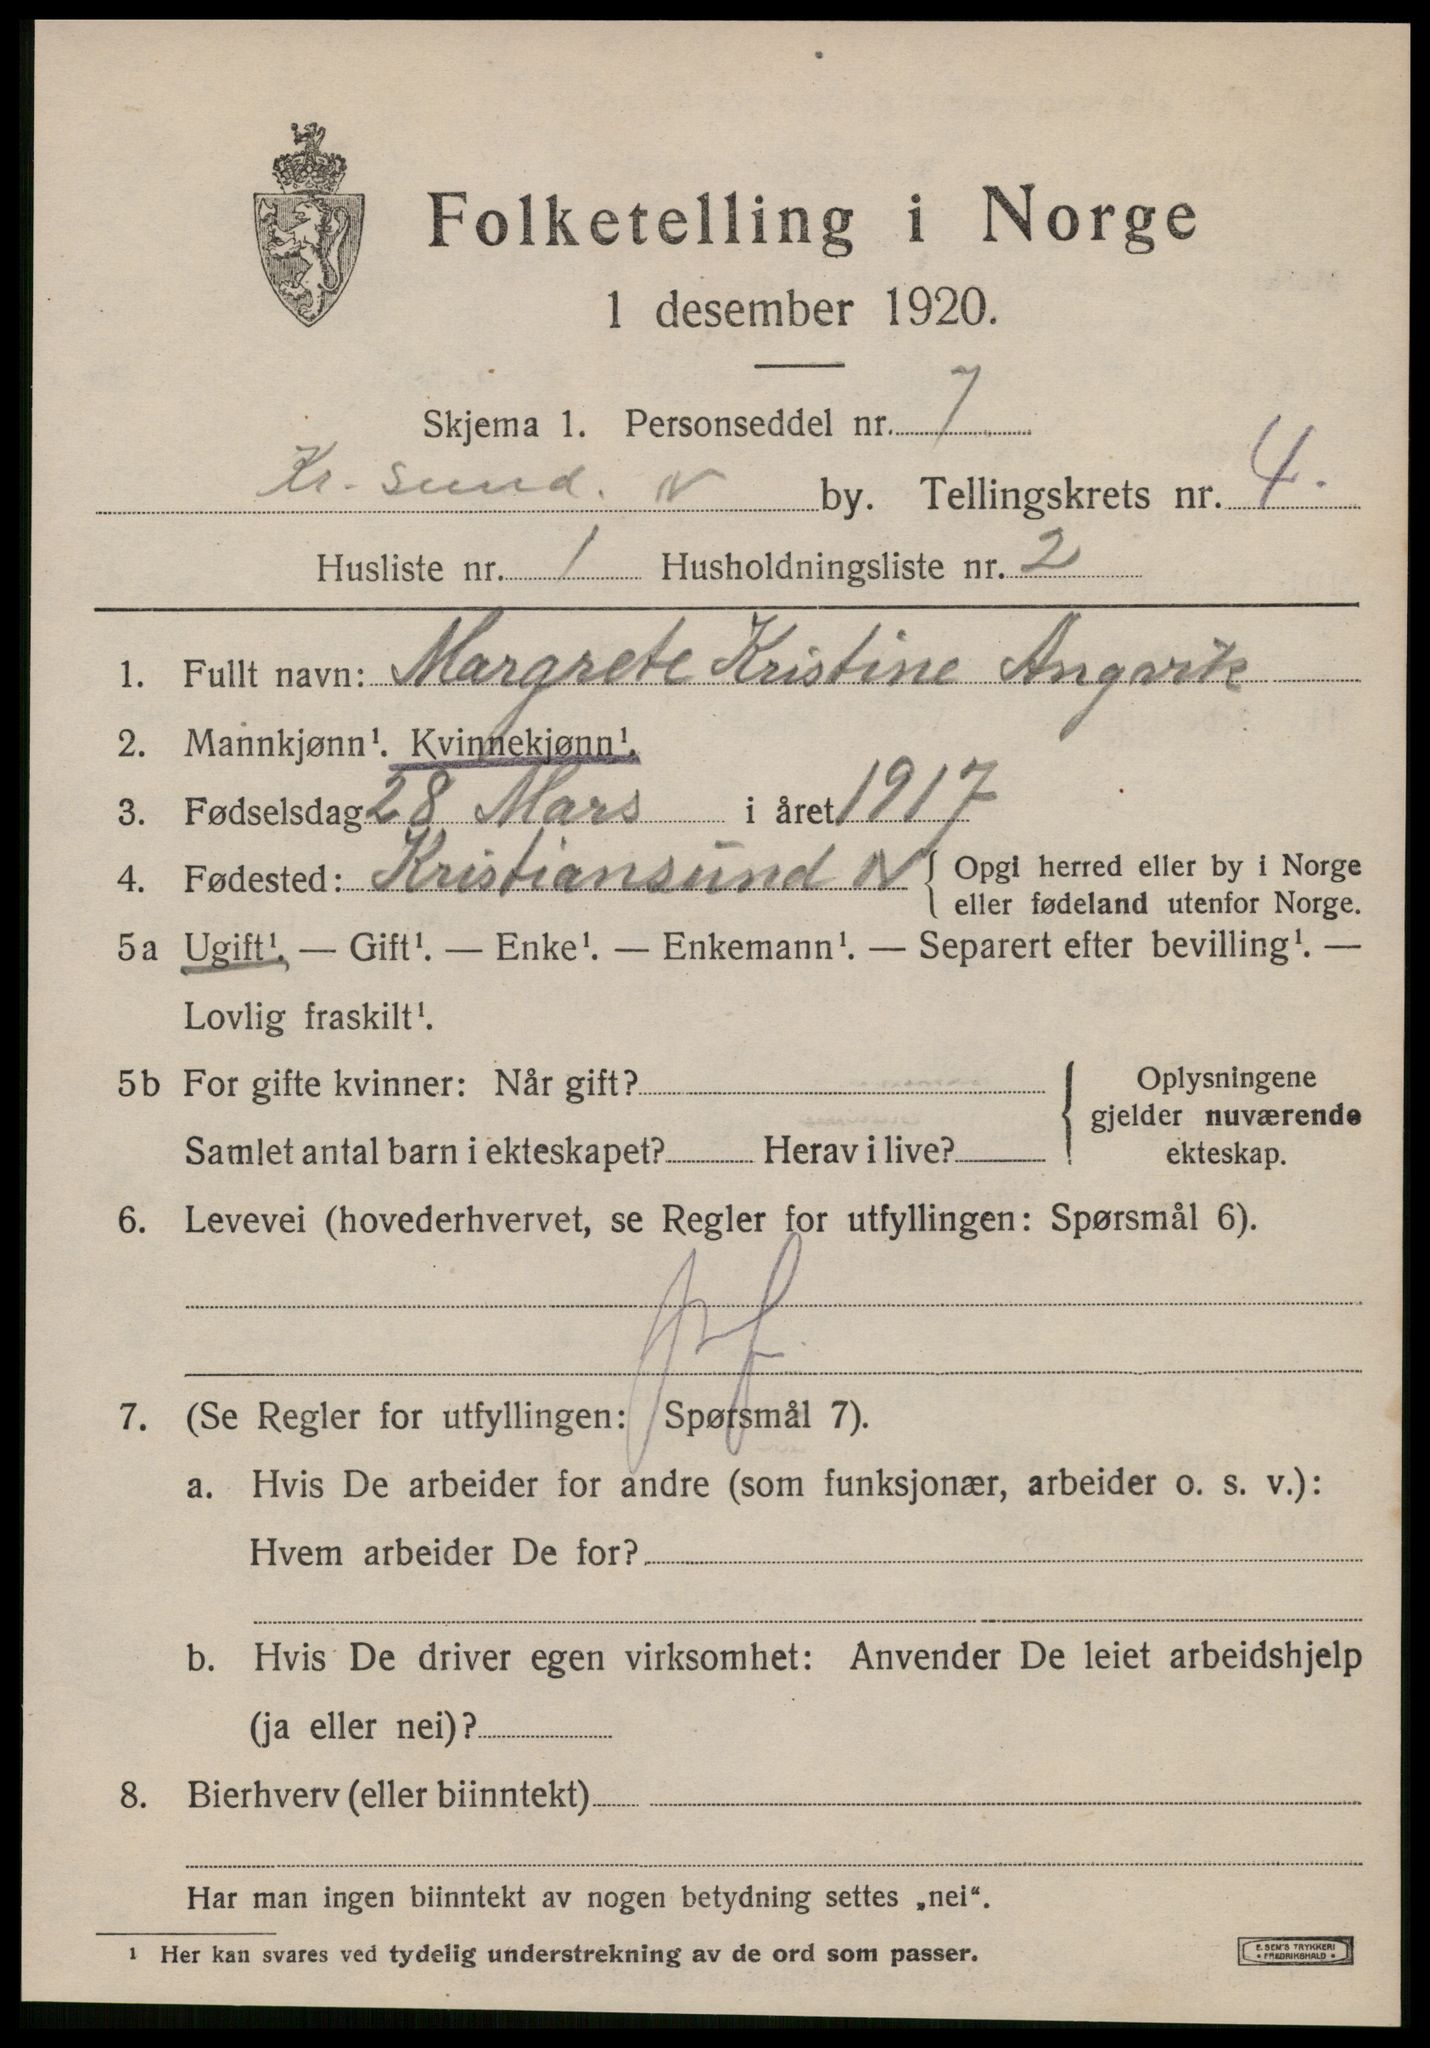 Folketelling i Norge
1 desember 1920.
Skjema 1. Personseddel nr. 7
Kr. sund. N by. Tellingskrets nr. 4.
Husliste nr. 1 Husholdningsliste nr. 2
1. Fullt navn: Margrete Kristine Angvik
2. Mannkjønn¹. Kvinnekjønn¹.
3. Fødselsdag 28 Mars i året 1917
4. Fødested: Kristiansund N { Opgi herred eller by i Norge
eller fødeland utenfor Norge.
5a Ugift¹. — Gift¹. — Enke¹. — Enkemann¹. — Separert efter bevilling¹. —
Lovlig fraskilt¹.
5b For gifte kvinner: Når gift?
Samlet antal barn i ekteskapet? Herav i live?
{ Oplysningene
gjelder nuværende
ekteskap.
6. Levevei (hovederhvervet, se Regler for utfyllingen: Spørsmål 6).
7. (Se Regler for utfyllingen: Spørsmål 7).
a. Hvis De arbeider for andre (som funksjonær, arbeider o. s. v.):
Hvem arbeider De for?
b. Hvis De driver egen virksomhet: Anvender De leiet arbeidshjelp
(ja eller nei)?
8. Bierhverv (eller biinntekt)
Har man ingen biinntekt av nogen betydning settes „nei“.
¹ Her kan svares ved tydelig understrekning av de ord som passer.
E. SEM'S TRYKKERI
• FREDRIKSHALD •